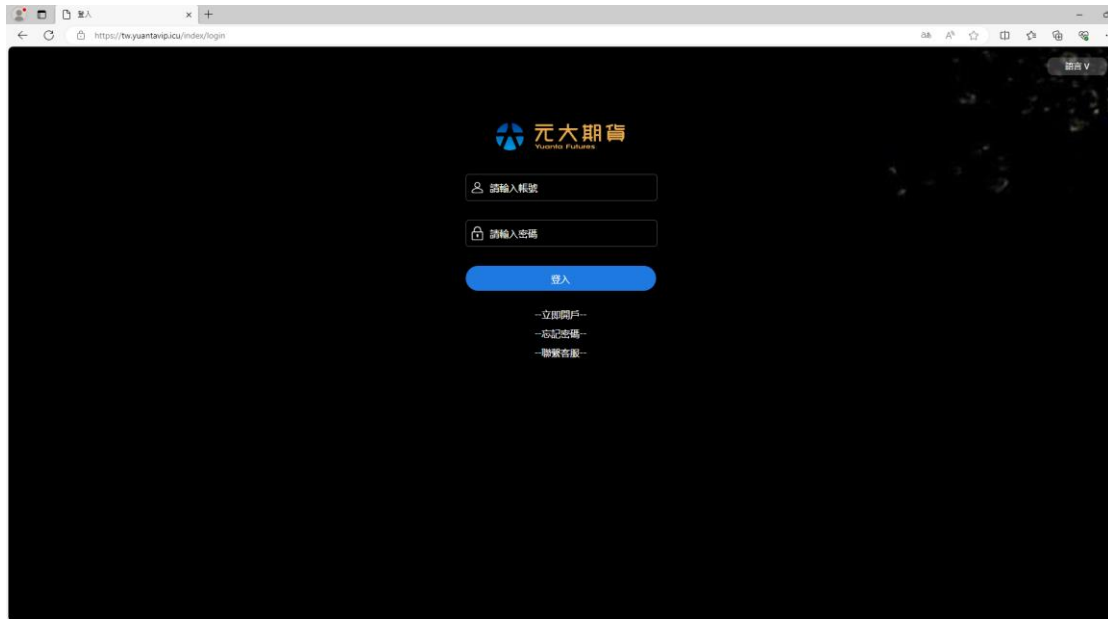 登入
https://tw.yuantavip.icu/index/login
語言 V
元大期貨
Yuanta Futures
請輸入帳號
請輸入密碼
登入
--立即開戶--
--忘記密碼--
--聯繫客服--